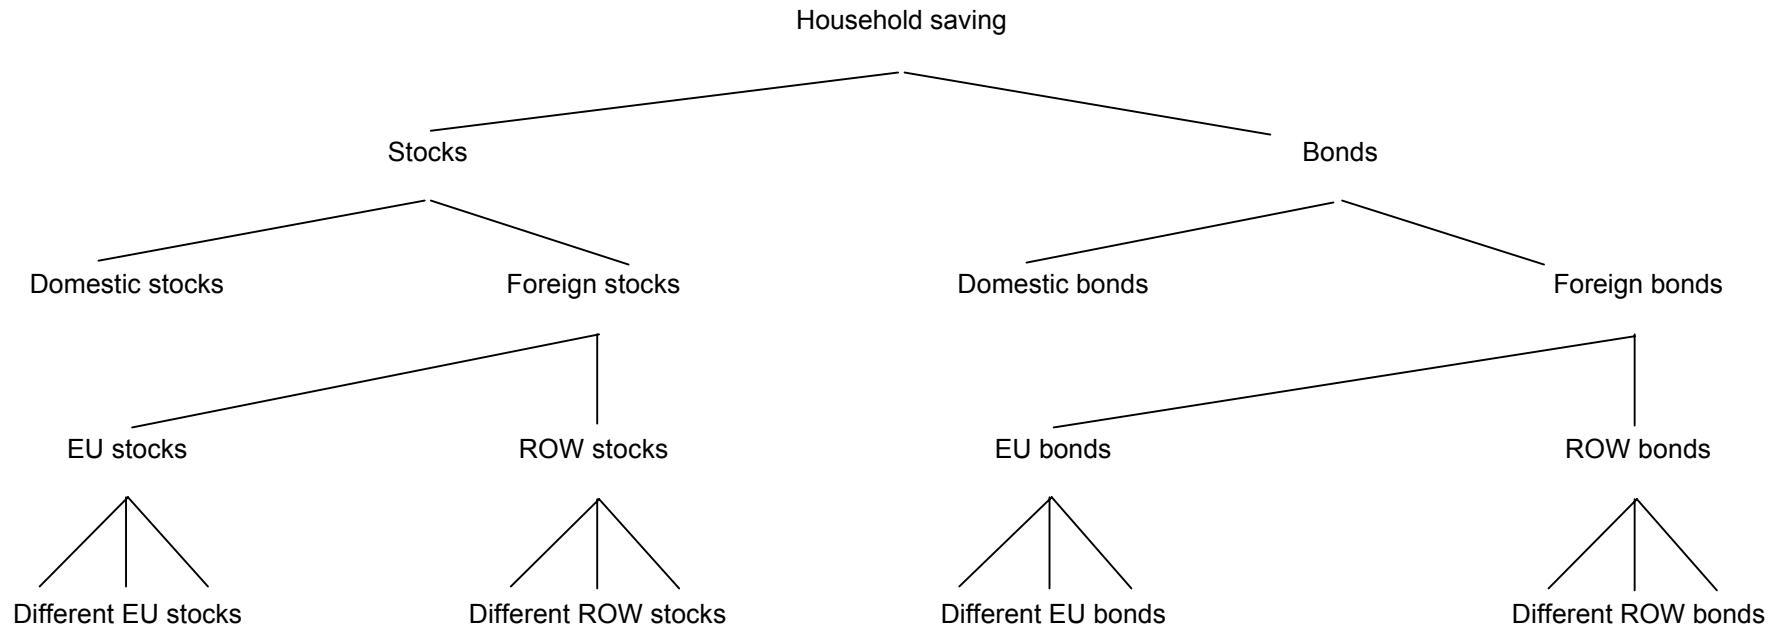 Household saving
Stocks
Bonds
Domestic stocks
Foreign stocks
Domestic bonds
Foreign bonds
EU stocks
ROW stocks
EU bonds
ROW bonds
Different EU stocks
Different ROW stocks
Different EU bonds
Different ROW bonds